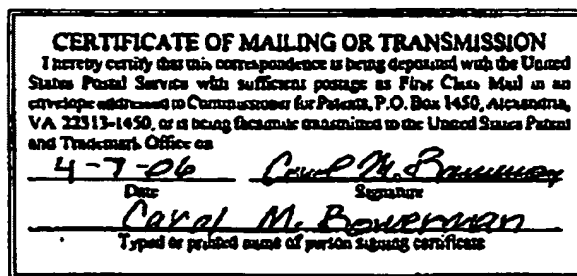 CERTIFICATE OF MAILING OR TRANSMISSION
I hereby certify that this correspondence is being deposited with the United
States Postal Service with sufficient postage as First Class Mail in an
envelope addressed to Commissioner for Patents, P.O. Box 1450, Alexandria,
VA 22313-1450, or is being facsimile transmitted to the United States Patent
and Trademark Office on
4-7-06 Carol M. Bowerman
Date Signature
Carol M. Bowerman
Typed or printed name of person signing certificate